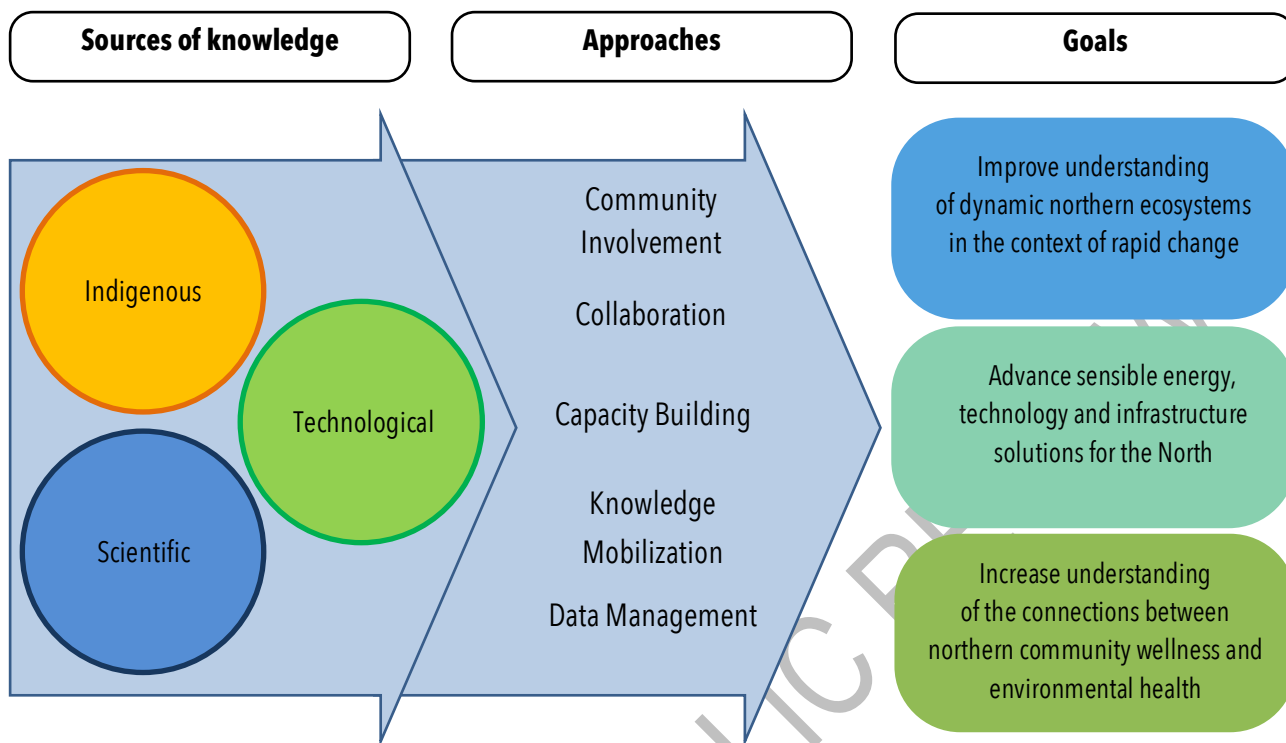 Sources of knowledge
Approaches
Goals
Indigenous
Technological
Scientific
Community
Involvement
Collaboration
Capacity Building
Knowledge
Mobilization
Data Management
Improve understanding
of dynamic northern ecosystems
in the context of rapid change
Advance sensible energy,
technology and infrastructure
solutions for the North
Increase understanding
of the connections between
northern community wellness and
environmental health